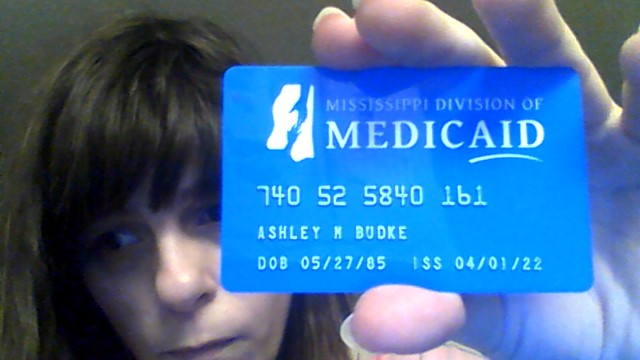 MISSISSIPPI DIVISION OF
MEDICAID
740 52 5840 161
ASHLEY M BUDKE
DOB 05/27/85 ISS 04/01/22